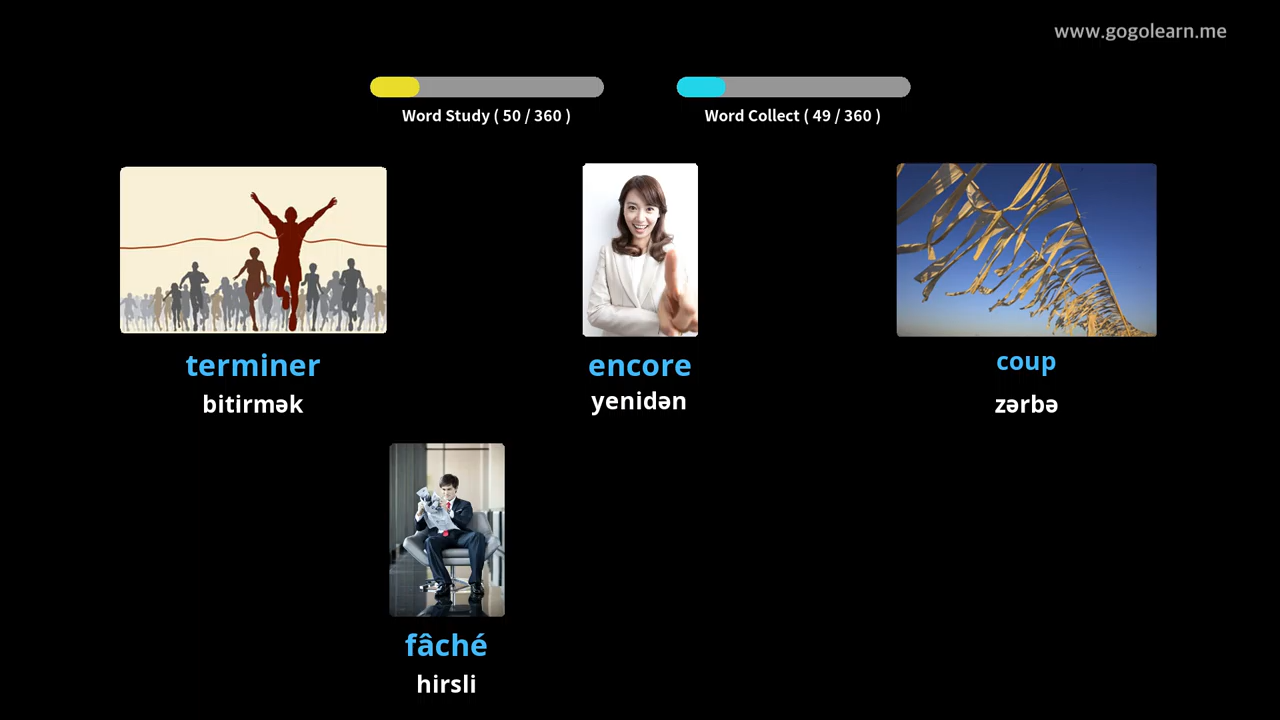 www.gogolearn.me
Word Study ( 50 / 360 )
Word Collect ( 49 / 360 )
terminer
bitirmək
encore
yenidən
coup
zərbə
fâché
hirsli